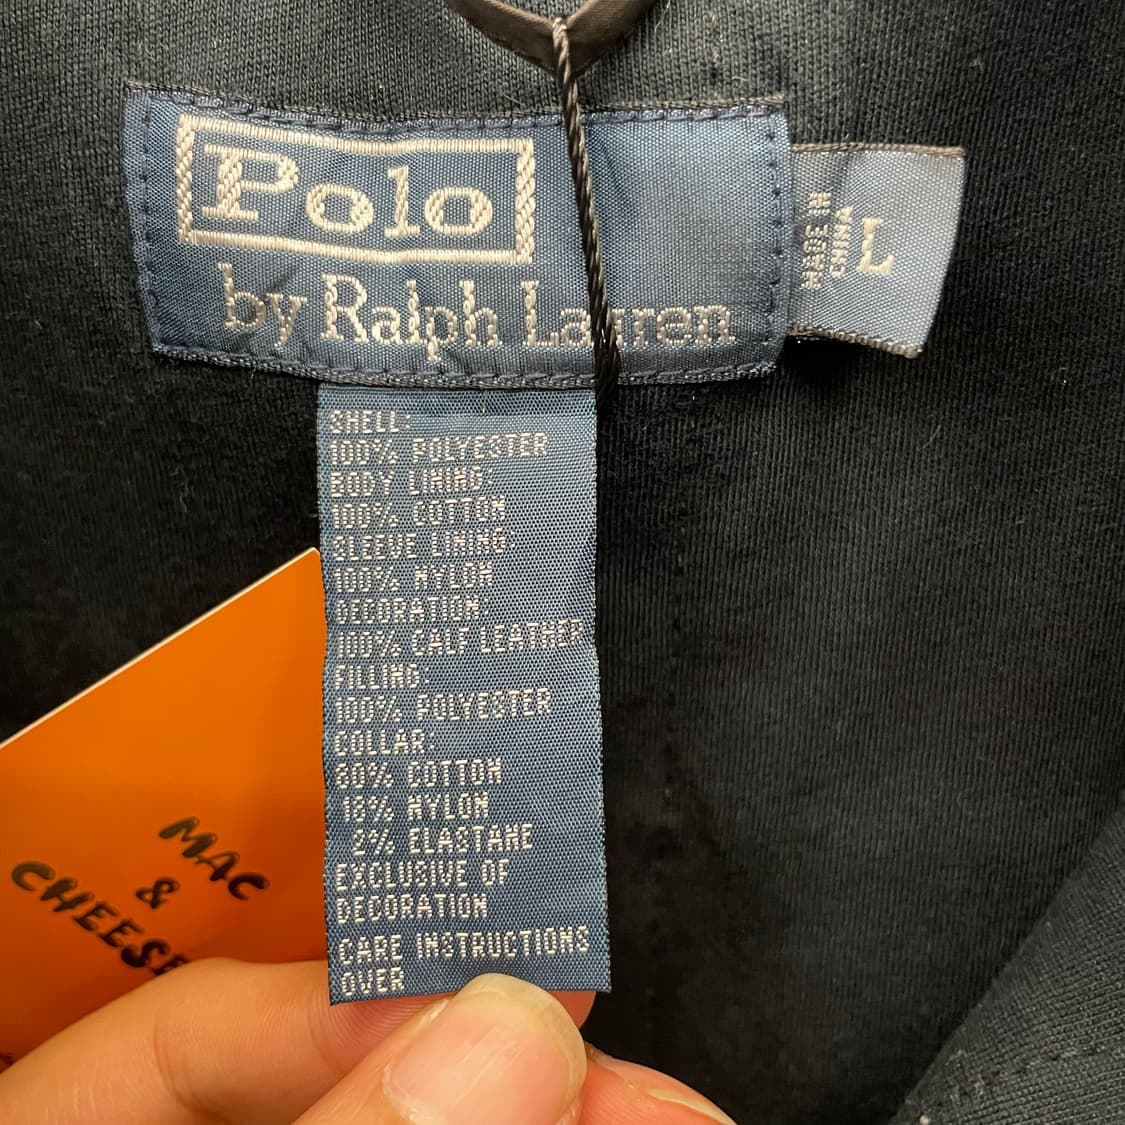 Polo
by Ralph Lauren
MADE IN
CHINA
L
SHELL:
100% POLYESTER
BODY LINING:
100% COTTON
SLEEVE LINING
100% NYLON
DECORATION
100% CALF LEATHER
FILLING:
100% POLYESTER
COLLAR:
80% COTTON
18% NYLON
2% ELASTANE
EXCLUSIVE OF
DECORATION
CARE INSTRUCTIONS
OVER
MAC
&
CHEESE